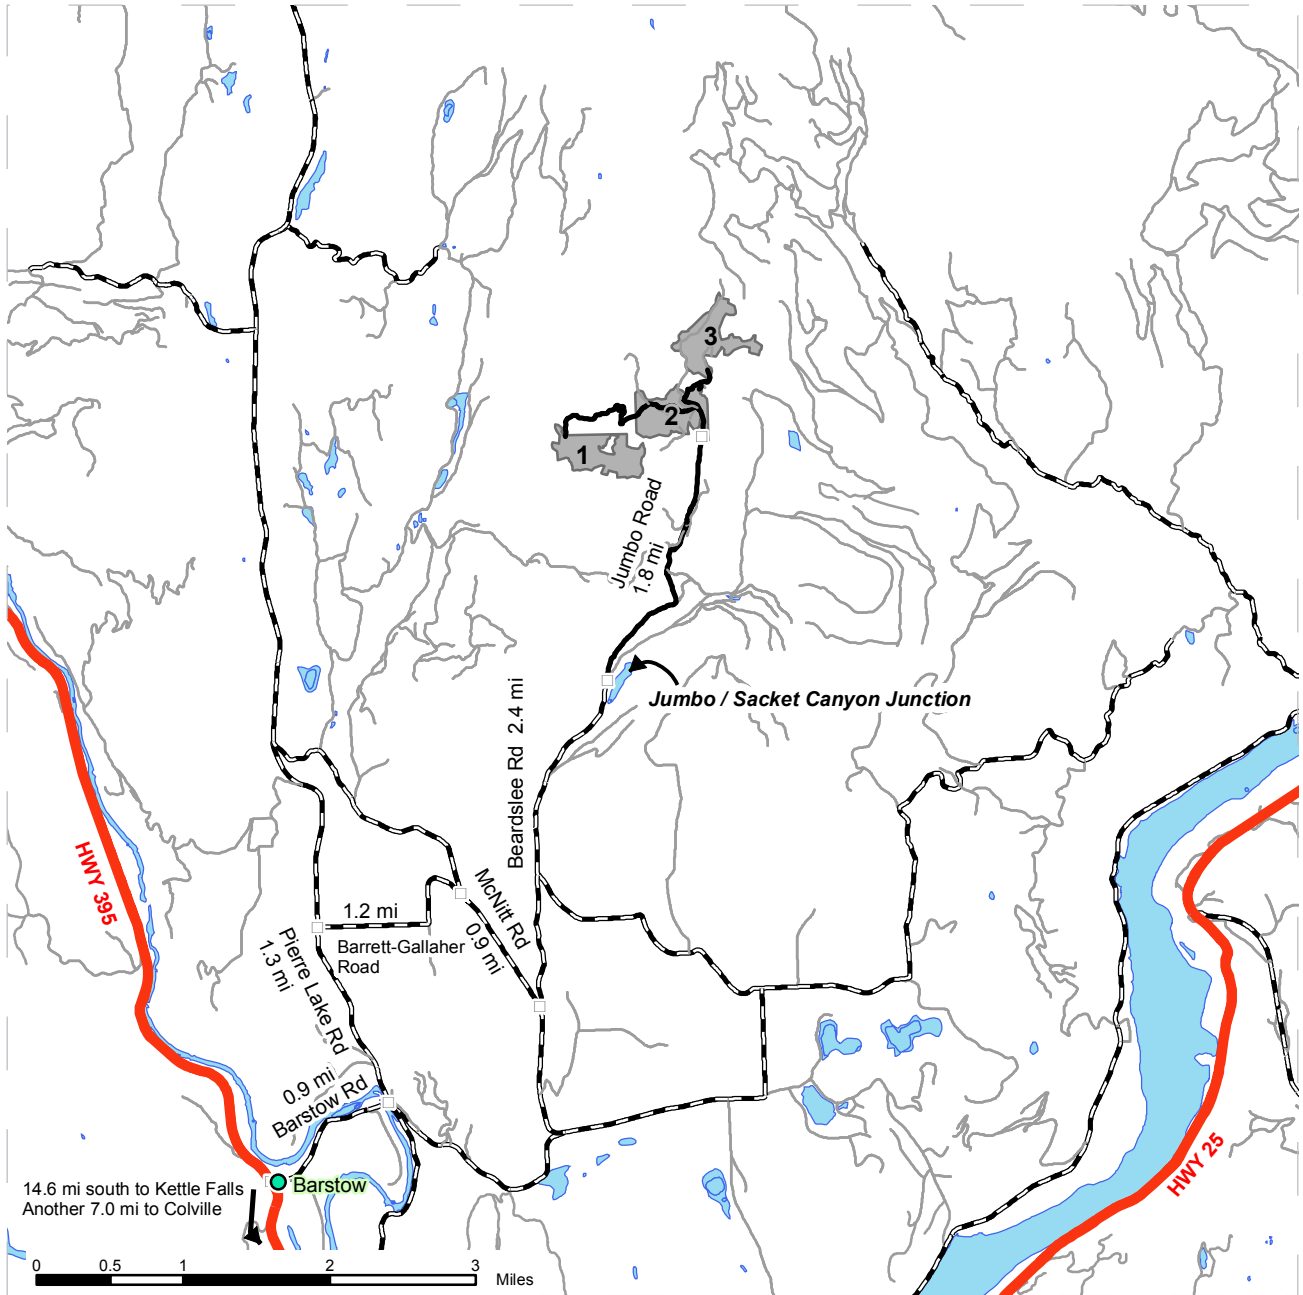 3
2
1
Jumbo Road
1.8 mi
Jumbo / Sacket Canyon Junction
Beardslee Rd 2.4 mi
HWY 395
McNitt Rd
0.9 mi
1.2 mi
Barrett-Gallaher
Road
Pierre Lake Rd
1.3 mi
0.9 mi
Barstow Rd
Barstow
HWY 25
14.6 mi south to Kettle Falls
Another 7.0 mi to Colville
0 0.5 1 2 3
Miles